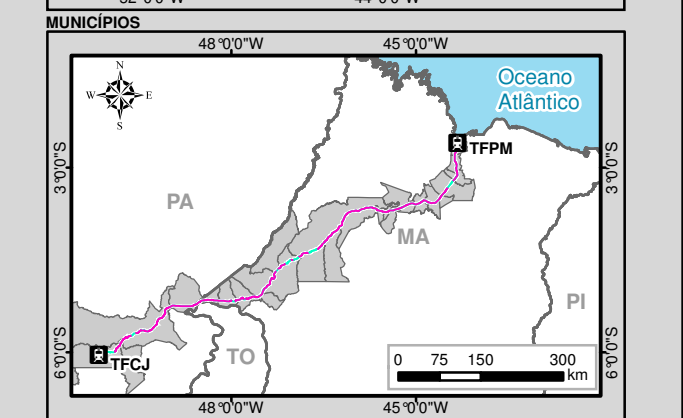 MUNICÍPIOS
48°0'0"W 45°0'0"W
N
W E
S
Oceano
Atlântico
TFPM
3°0'0"S 3°0'0"S
PA
MA
PI
TO
TFCJ
6°0'0"S 6°0'0"S
0 75 150 300
km
48°0'0"W 45°0'0"W